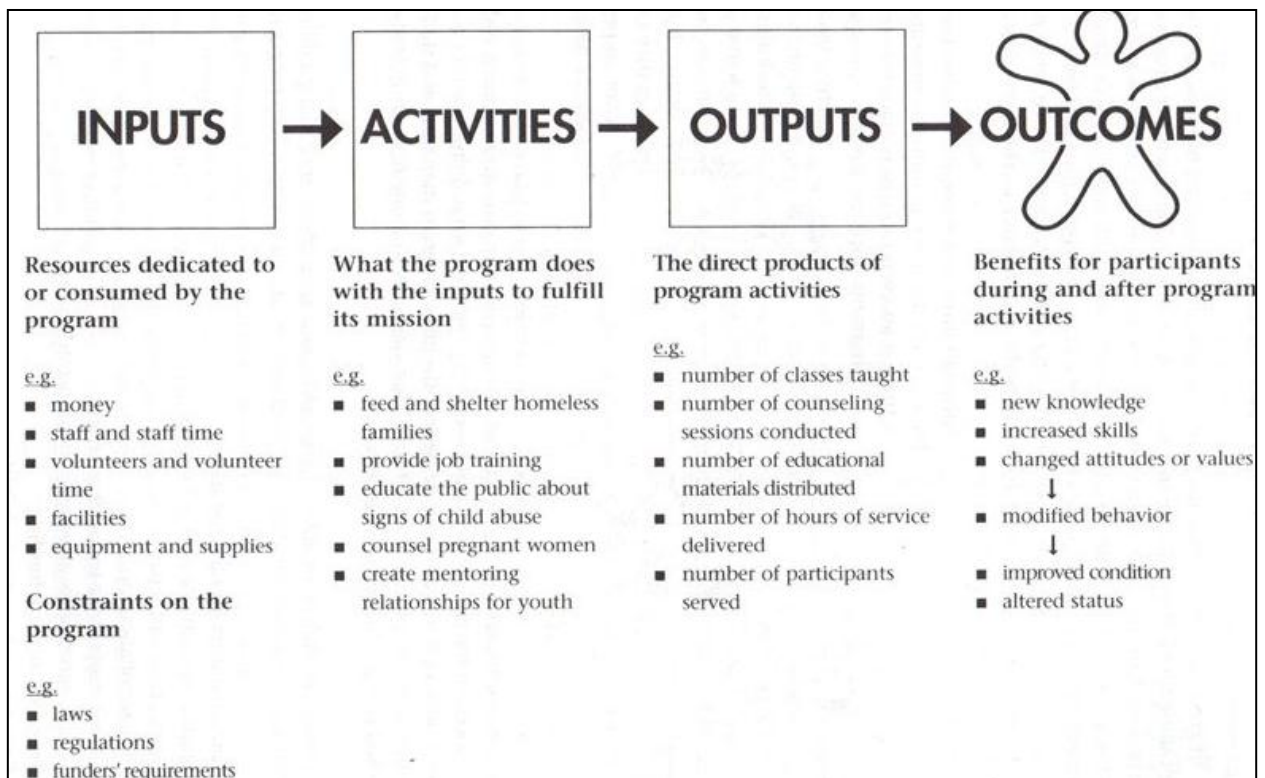 INPUTS
ACTIVITIES
OUTPUTS
OUTCOMES
Resources dedicated to
or consumed by the
program
e.g.
■ money
■ staff and staff time
■ volunteers and volunteer
time
■ facilities
■ equipment and supplies
Constraints on the
program
e.g.
■ laws
■ regulations
■ funders' requirements
What the program does
with the inputs to fulfill
its mission
e.g.
■ feed and shelter homeless
families
■ provide job training
■ educate the public about
signs of child abuse
■ counsel pregnant women
■ create mentoring
relationships for youth
The direct products of
program activities
e.g.
■ number of classes taught
■ number of counseling
sessions conducted
■ number of educational
materials distributed
■ number of hours of service
delivered
■ number of participants
served
Benefits for participants
during and after program
activities
e.g.
■ new knowledge
■ increased skills
■ changed attitudes or values
■ modified behavior
■ improved condition
■ altered status